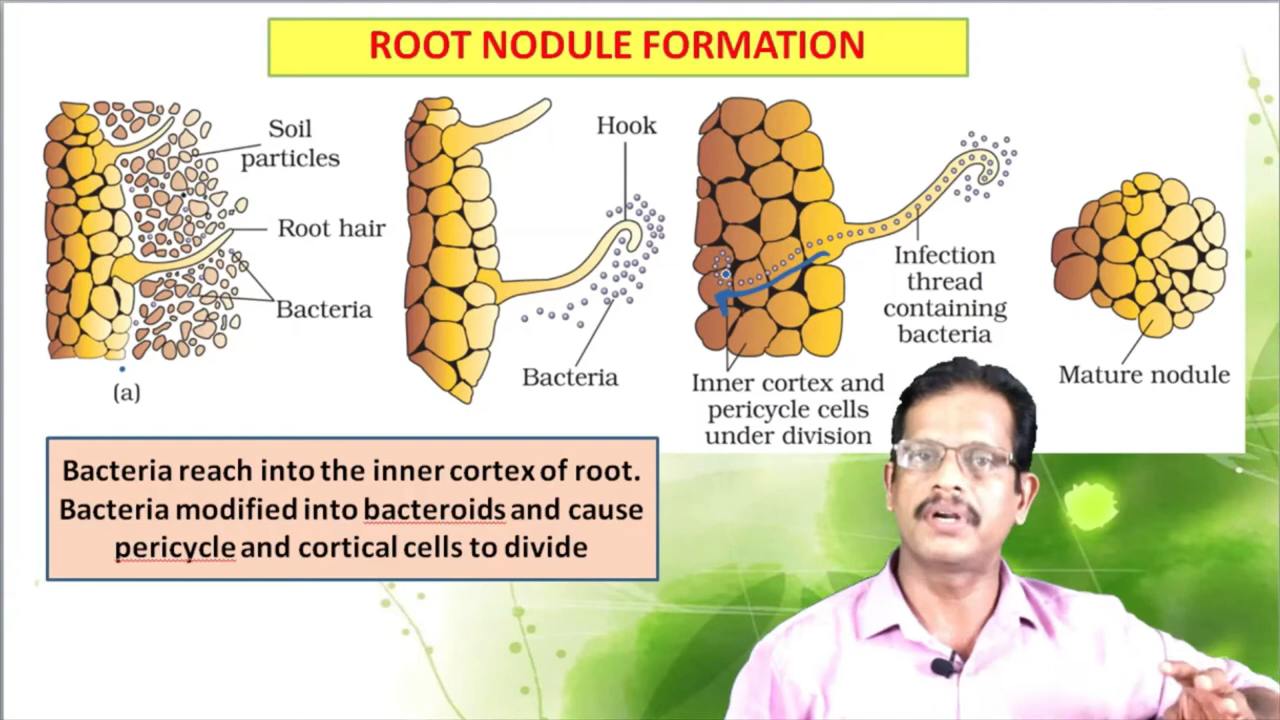 ROOT NODULE FORMATION
Soil
particles
Root hair
Bacteria
(a)
Hook
Bacteria
Infection
thread
containing
bacteria
Inner cortex and
pericycle cells
under division
Mature nodule
Bacteria reach into the inner cortex of root.
Bacteria modified into bacteroids and cause
pericycle and cortical cells to divide